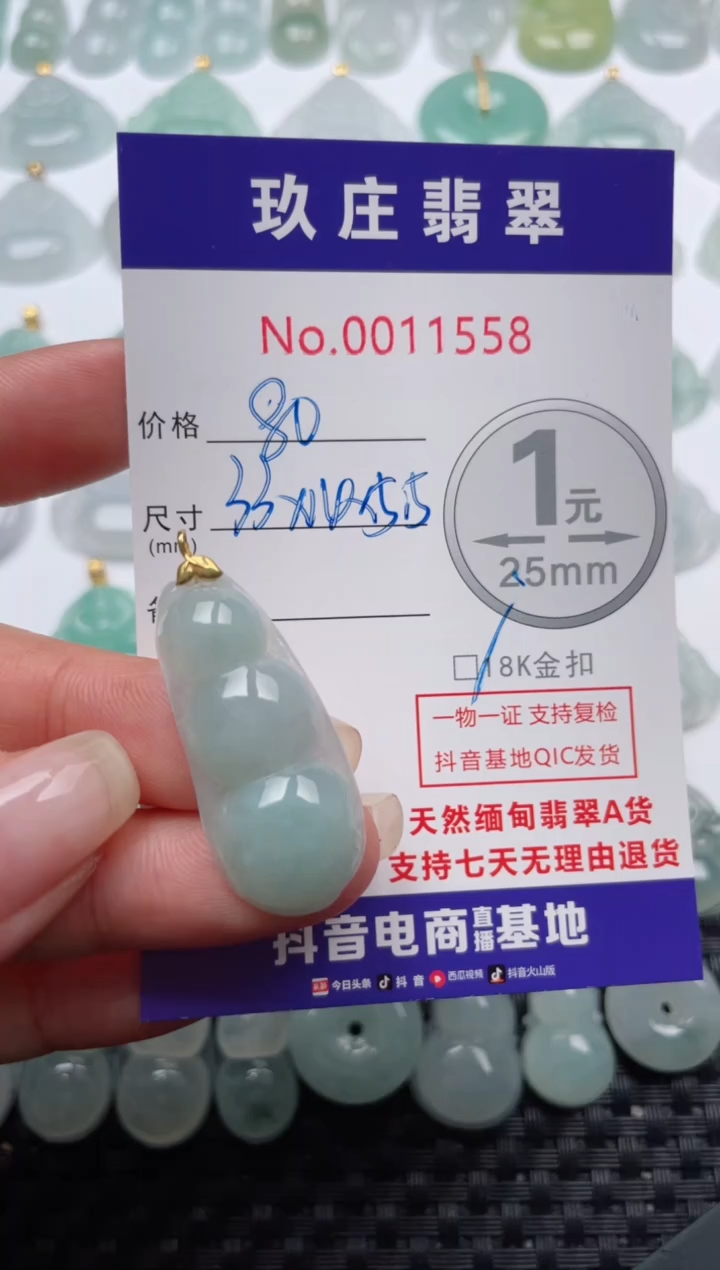 玖庄翡翠
No.0011558
价格 80
尺寸
(mm
1元
25mm
□18K金扣
一物一证 支持复检
抖音基地QIC发货
天然缅甸翡翠A货
支持七天无理由退货
抖音电商直播基地
今日头条 抖音 西瓜视频 抖音火山版